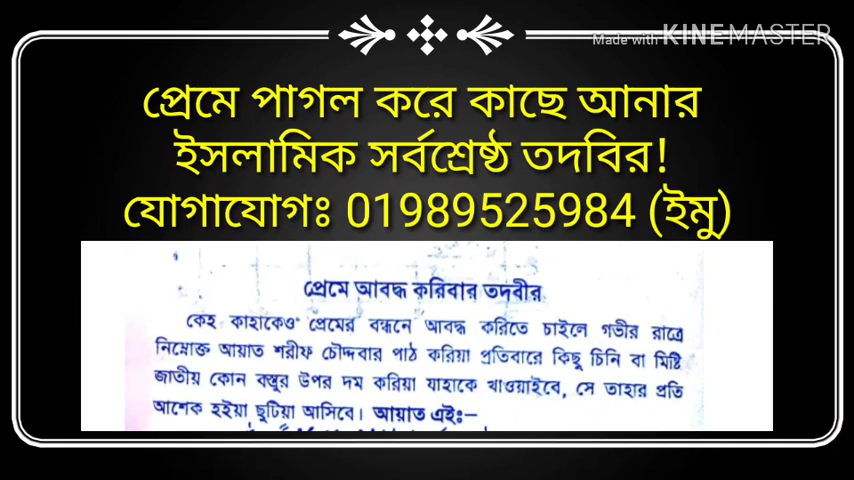 Made with KINEMASTER
প্রেমে পাগল করে কাছে আনার
ইসলামিক সর্বশ্রেষ্ঠ তদবির!
যোগাযোগঃ 01989525984 (ইমু)
প্রেমে আবদ্ধ করিবার তদবীর
কেহ কাহাকেও প্রেমের বন্ধনে আবদ্ধ করিতে চাইলে গভীর রাত্রে
নিম্নোক্ত আয়াত শরীফ চৌদ্দবার পাঠ করিয়া প্রতিবারে কিছু চিনি বা মিষ্টি
জাতীয় কোন বস্তুর উপর দম করিয়া যাহাকে খাওয়াইবে, সে তাহার প্রতি
আশেক হইয়া ছুটিয়া আসিবে। আয়াত এইঃ–